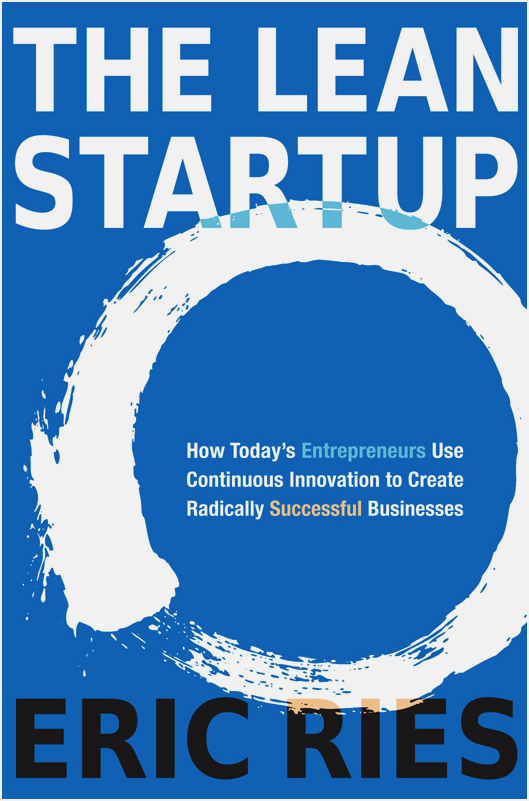 THE LEAN
STARTUP
How Today's Entrepreneurs Use
Continuous Innovation to Create
Radically Successful Businesses
ERIC RIES